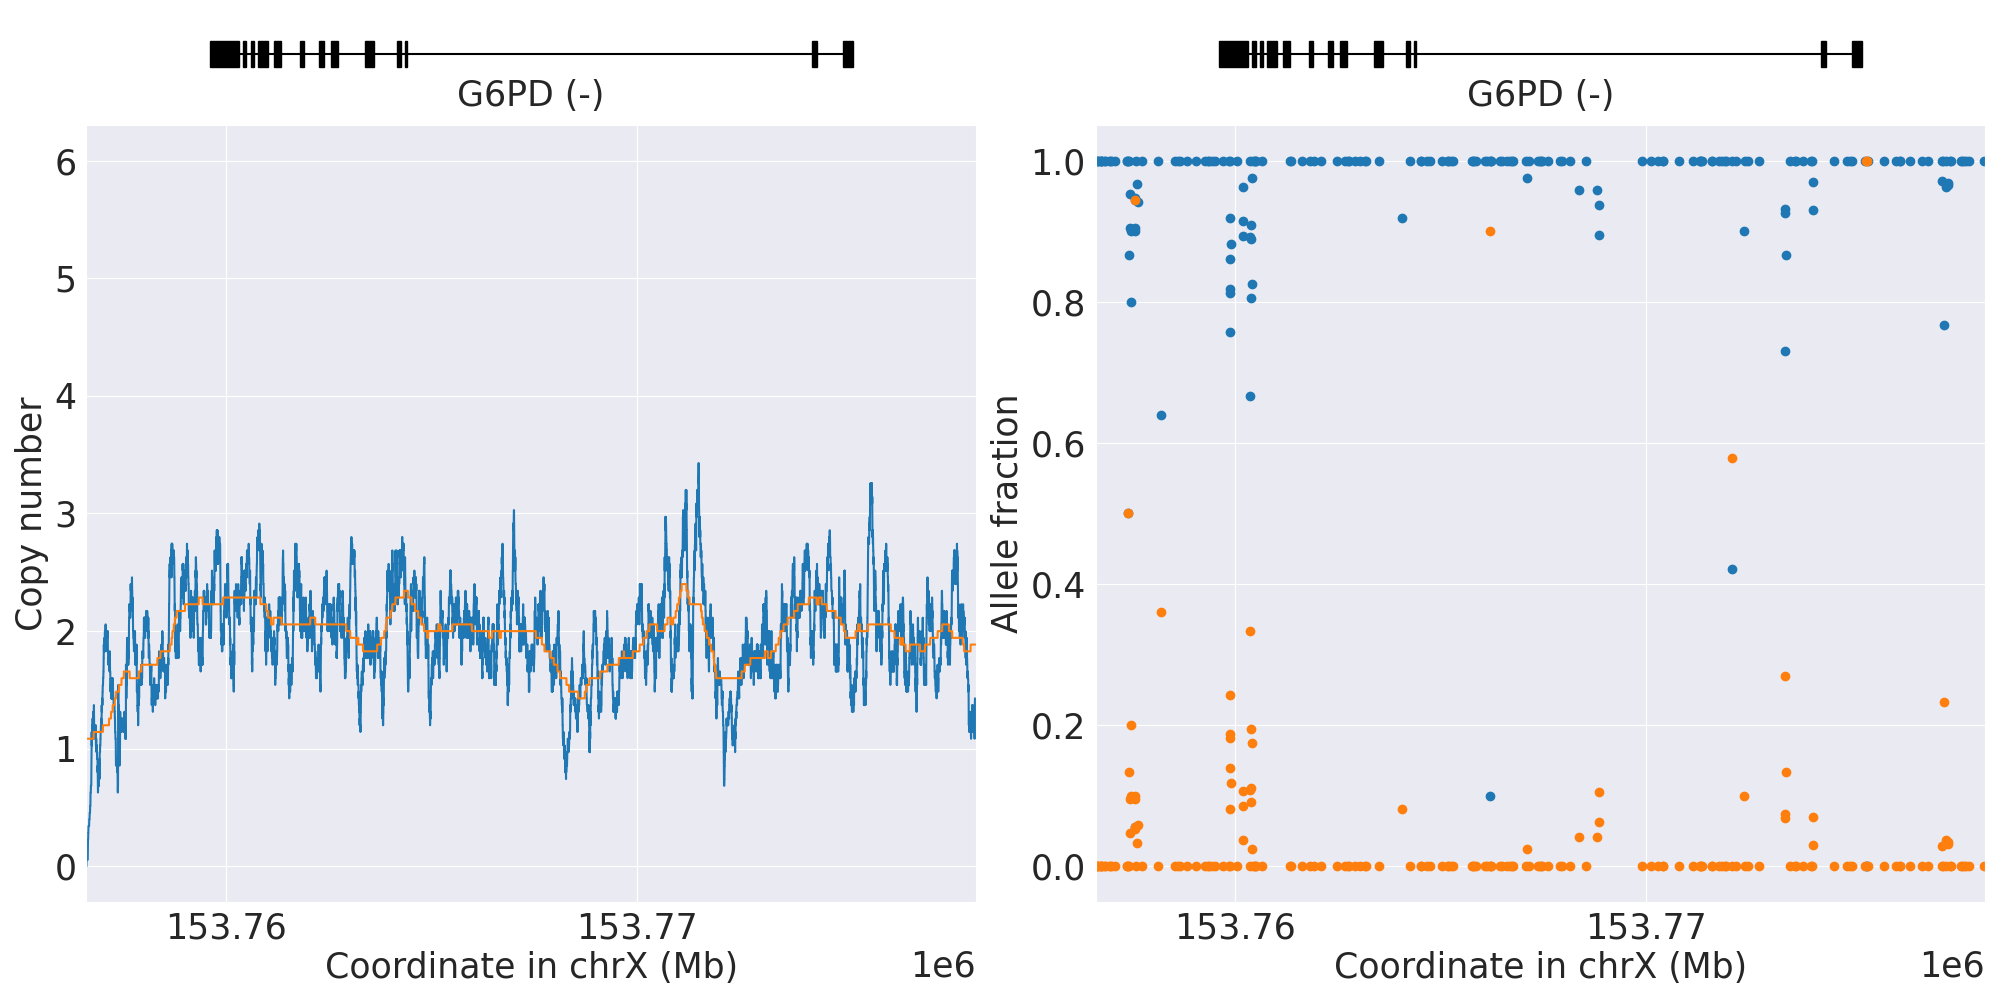 G6PD (-)
Copy number
6
5
4
3
2
1
0
153.76
153.77
Coordinate in chrX (Mb)
1e6
G6PD (-)
Allele fraction
1.0
0.8
0.6
0.4
0.2
0.0
153.76
153.77
Coordinate in chrX (Mb)
1e6